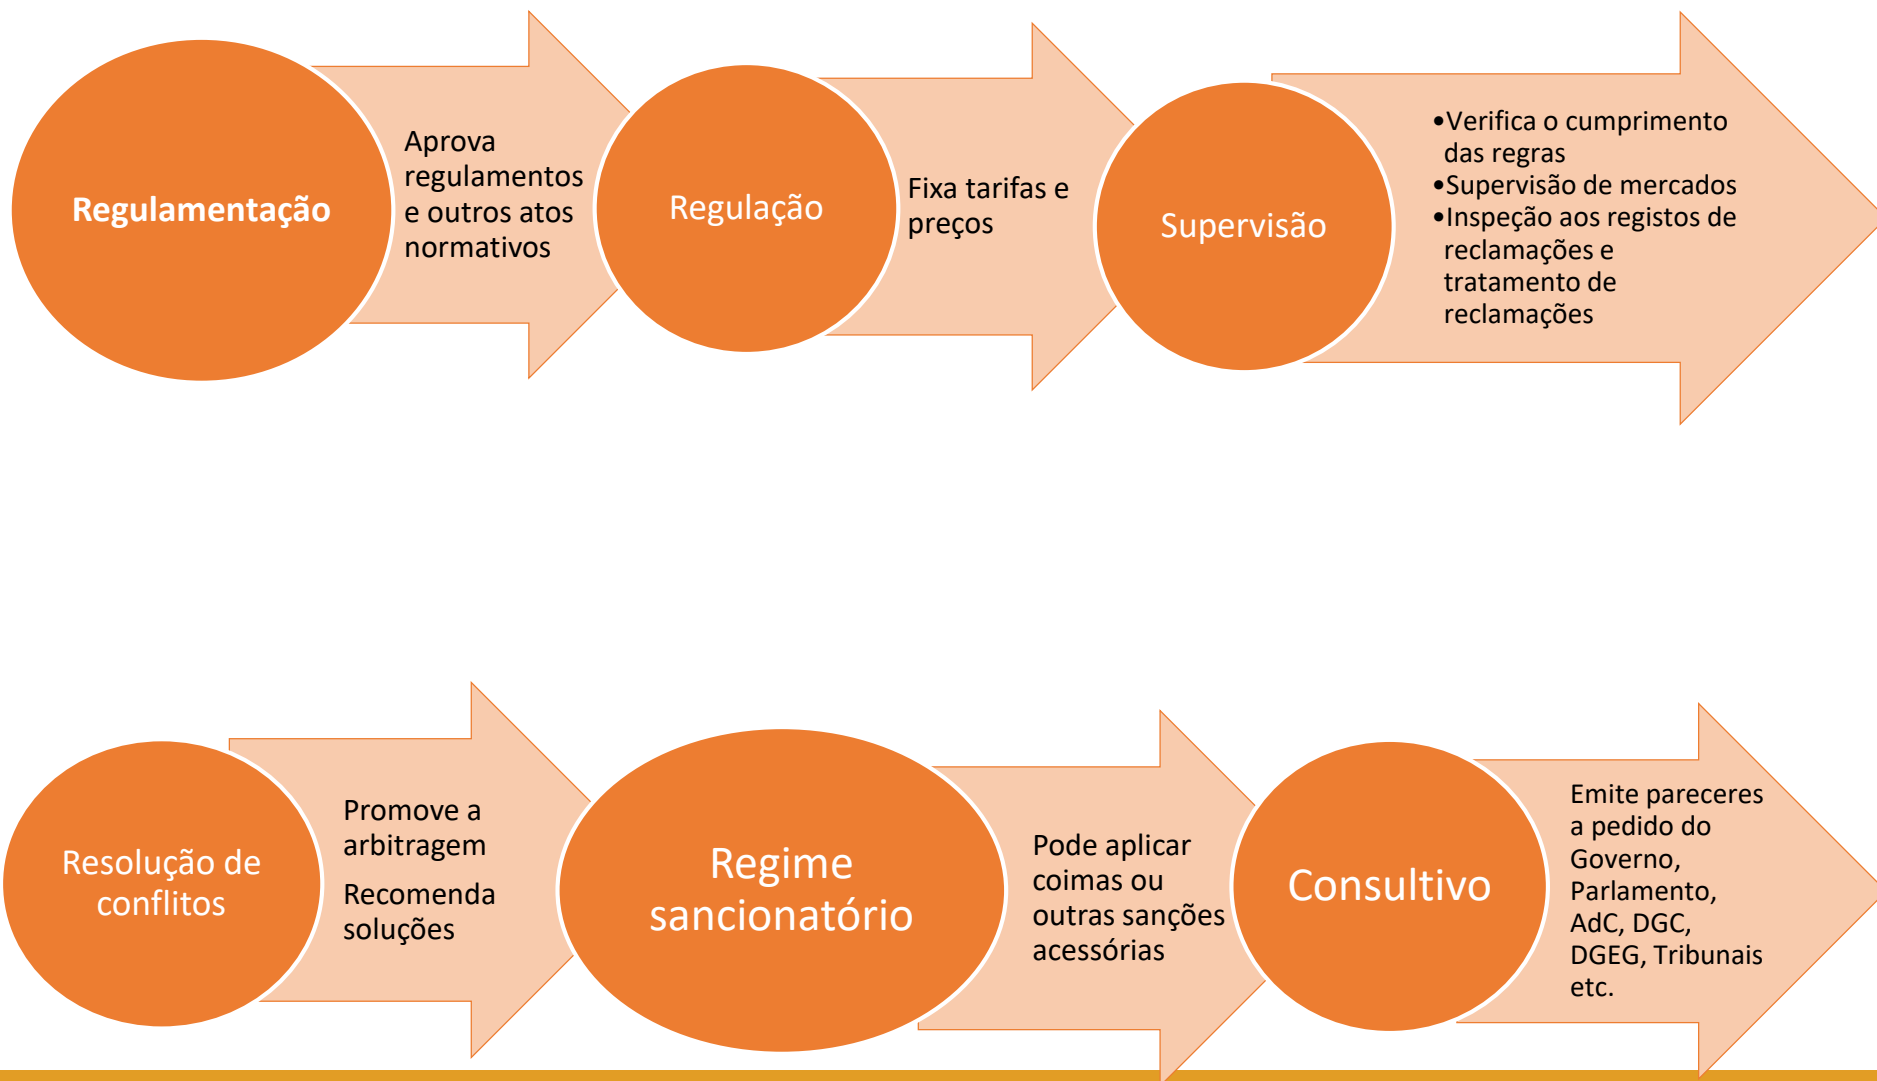 Regulamentação
Aprova
regulamentos
e outros atos
normativos
Regulação
Fixa tarifas e
preços
Supervisão
•Verifica o cumprimento
das regras
•Supervisão de mercados
•Inspeção aos registos de
reclamações e
tratamento de
reclamações
Resolução de
conflitos
Promove a
arbitragem
Recomenda
soluções
Regime
sancionatório
Pode aplicar
coimas ou
outras sanções
acessórias
Consultivo
Emite pareceres
a pedido do
Governo,
Parlamento,
AdC, DGC,
DGEG, Tribunais
etc.